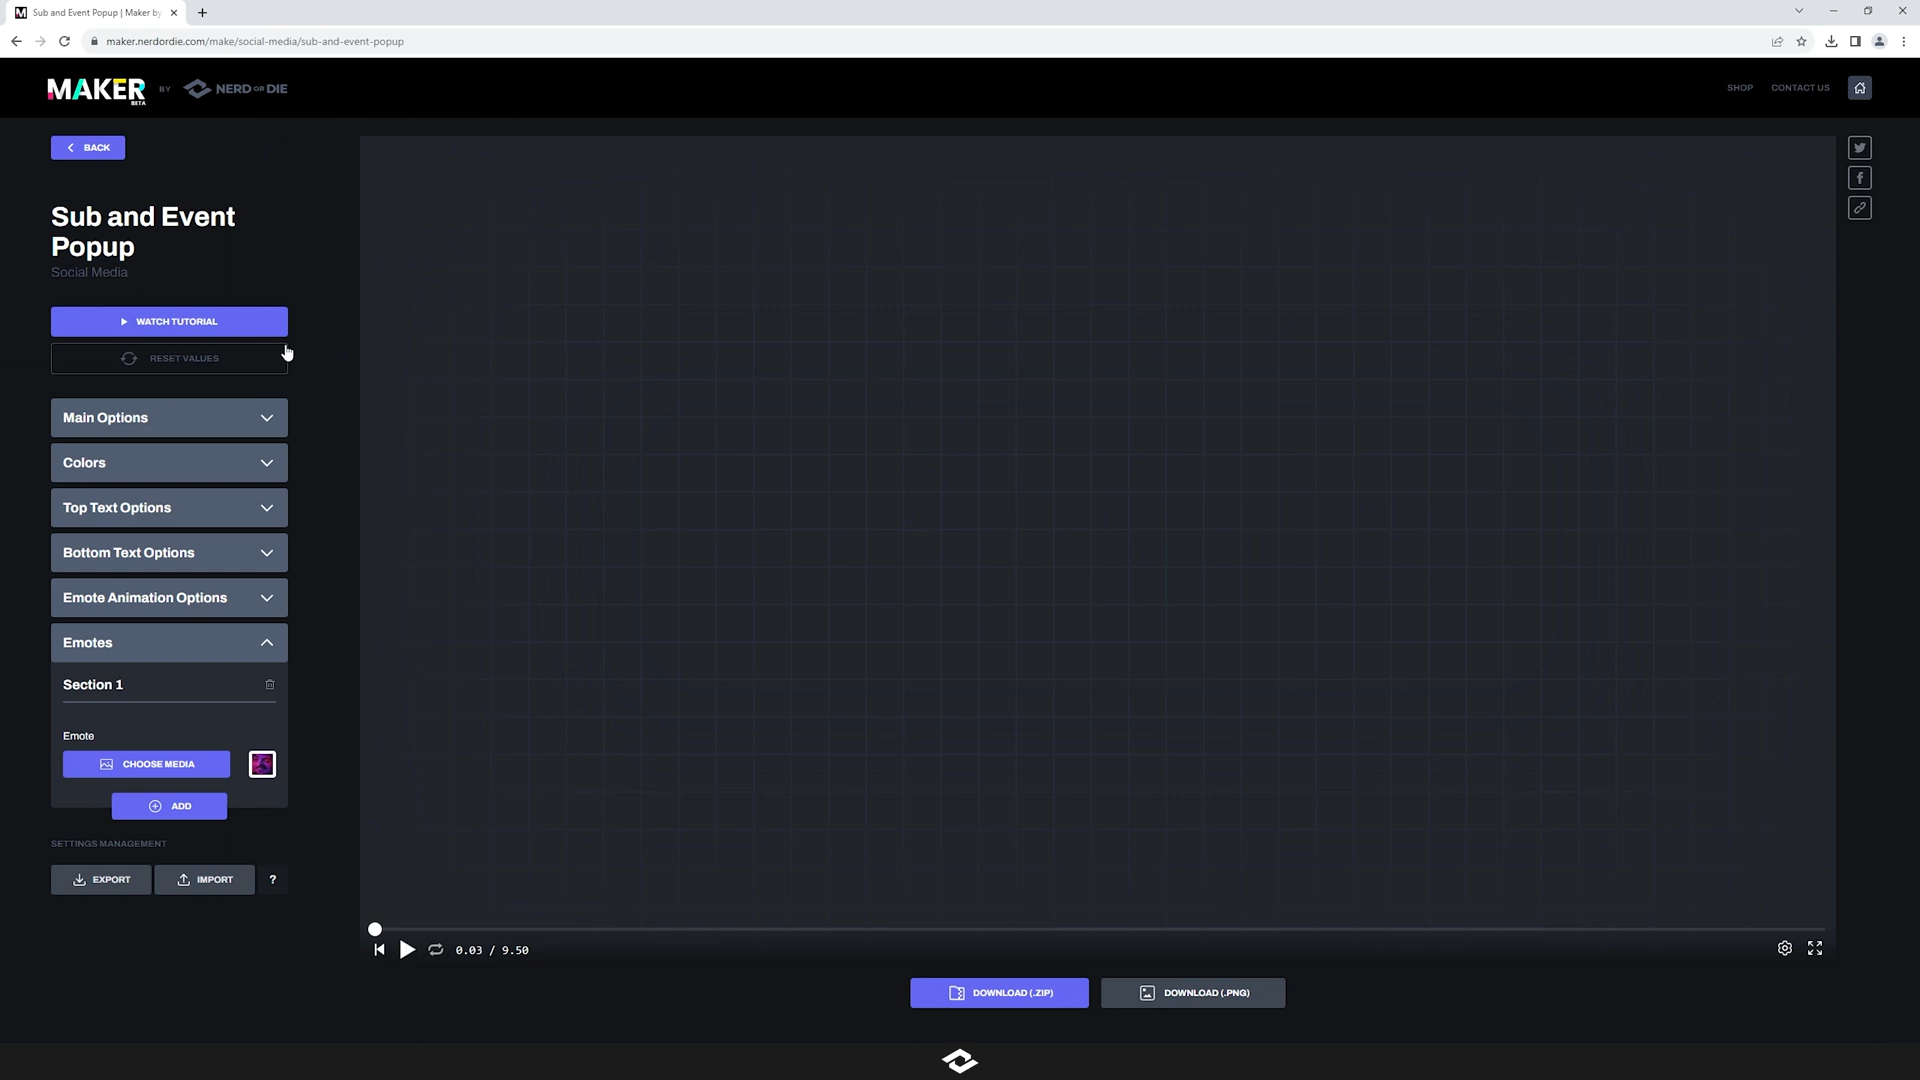 Sub and Event Popup | Maker by
maker.nerdordie.com/make/social-media/sub-and-event-popup
MAKER BETA BY NERD OR DIE
SHOP CONTACT US
BACK
Sub and Event
Popup
Social Media
WATCH TUTORIAL
RESET VALUES
Main Options
Colors
Top Text Options
Bottom Text Options
Emote Animation Options
Emotes
Section 1
Emote
CHOOSE MEDIA
ADD
SETTINGS MANAGEMENT
EXPORT IMPORT ?
0.03 / 9.50
DOWNLOAD (.ZIP) DOWNLOAD (.PNG)